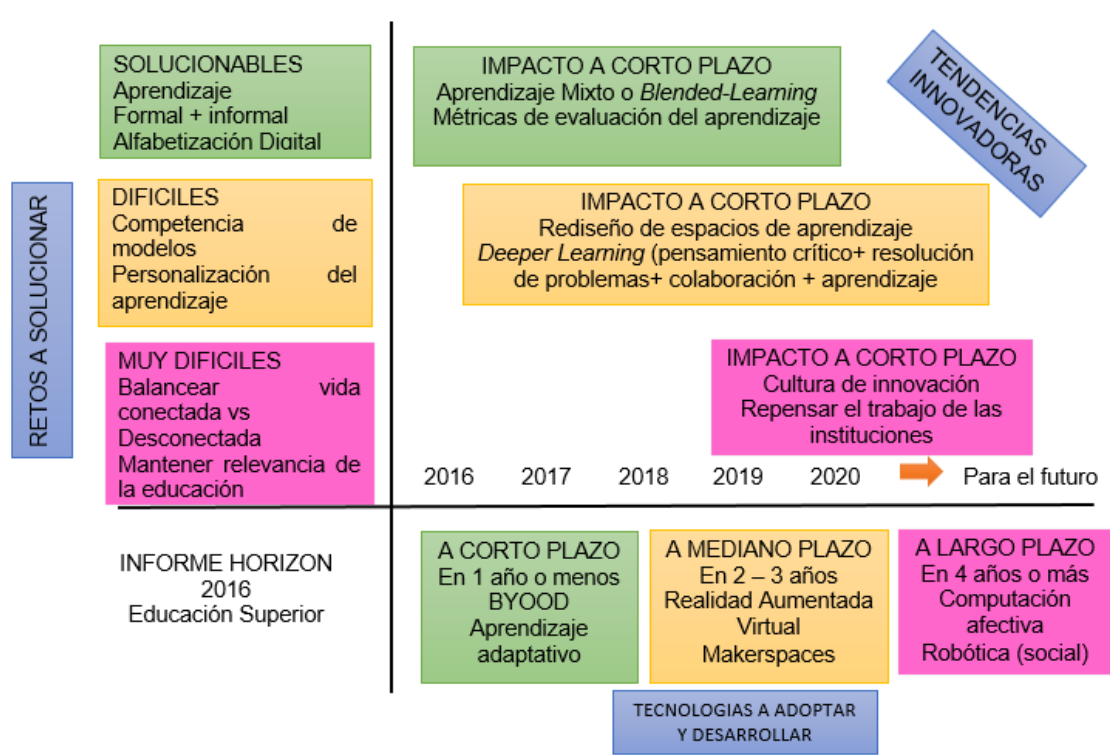 RETOS A SOLUCIONAR
SOLUCIONABLES
Aprendizaje
Formal + informal
Alfabetización Digital
DIFICILES
Competencia de
modelos
Personalización del
aprendizaje
MUY DIFICILES
Balancear vida
conectada vs
Desconectada
Mantener relevancia de
la educación
IMPACTO A CORTO PLAZO
Aprendizaje Mixto o Blended-Learning
Métricas de evaluación del aprendizaje
TENDENCIAS
INNOVADORAS
IMPACTO A CORTO PLAZO
Rediseño de espacios de aprendizaje
Deeper Learning (pensamiento crítico+ resolución
de problemas+ colaboración + aprendizaje
IMPACTO A CORTO PLAZO
Cultura de innovación
Repensar el trabajo de las
instituciones
2016 2017 2018 2019 2020 Para el futuro
INFORME HORIZON
2016
Educación Superior
A CORTO PLAZO
En 1 año o menos
BYOOD
Aprendizaje
adaptativo
A MEDIANO PLAZO
En 2 – 3 años
Realidad Aumentada
Virtual
Makerspaces
A LARGO PLAZO
En 4 años o más
Computación
afectiva
Robótica (social)
TECNOLOGIAS A ADOPTAR
Y DESARROLLAR